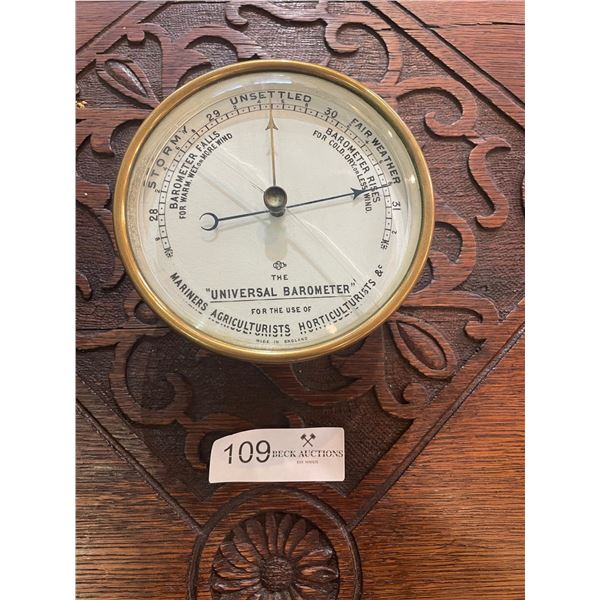 UNSETTLED
29 30
STORMY FAIR WEATHER
BAROMETER FALLS
FOR WARM, WET OR MORE WIND
BAROMETER RISES
FOR COLD, DRY, OR LESS WIND.
28 31
THE
"UNIVERSAL BAROMETER"
FOR THE USE OF
MARINERS AGRICULTURISTS HORTICULTURISTS &c
MADE IN ENGLAND
109 BECK AUCTIONS